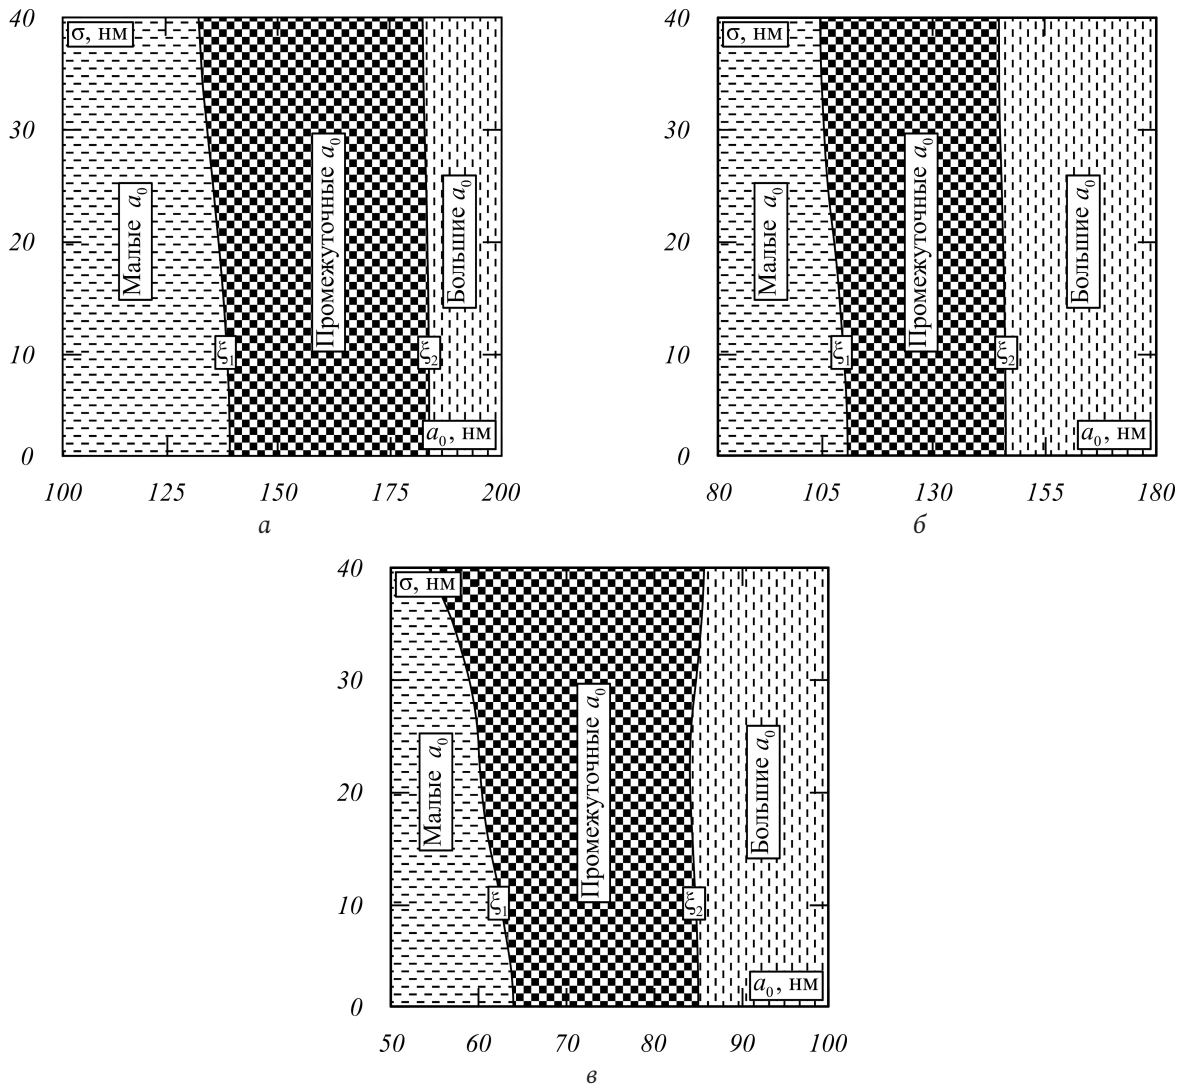 40
σ, нм
30
20
10
0
Малые a₀
Промежуточные a₀
Большие a₀
ξ₁
ξ₂
a₀, нм
100 125 150 175 200
а
40
σ, нм
30
20
10
0
Малые a₀
Промежуточные a₀
Большие a₀
ξ₁
ξ₂
a₀, нм
80 105 130 155 180
б
40
σ, нм
30
20
10
0
Малые a₀
Промежуточные a₀
Большие a₀
ξ₁
ξ₂
a₀, нм
50 60 70 80 90 100
в